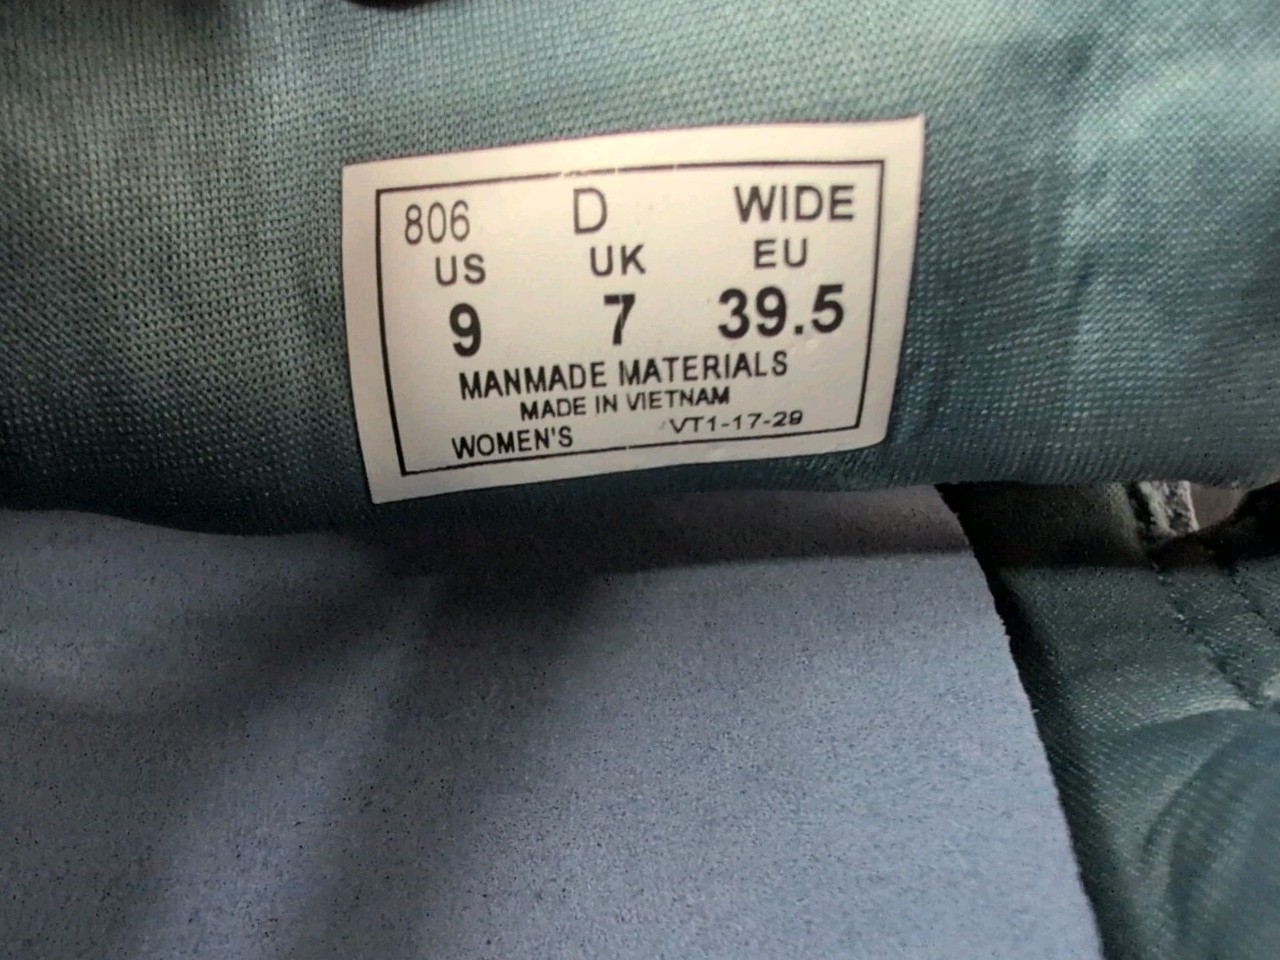 806 D WIDE
US UK EU
9 7 39.5
MANMADE MATERIALS
MADE IN VIETNAM
WOMEN'S VT1-17-29